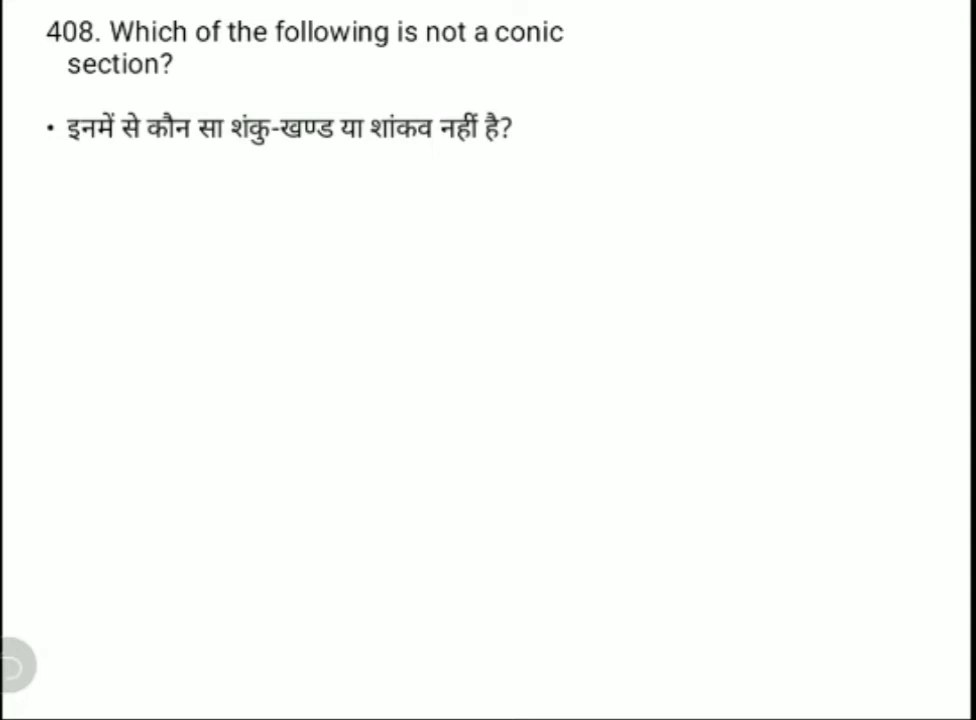 408. Which of the following is not a conic
section?
• इनमें से कौन सा शंकु-खण्ड या शांकव नहीं है?